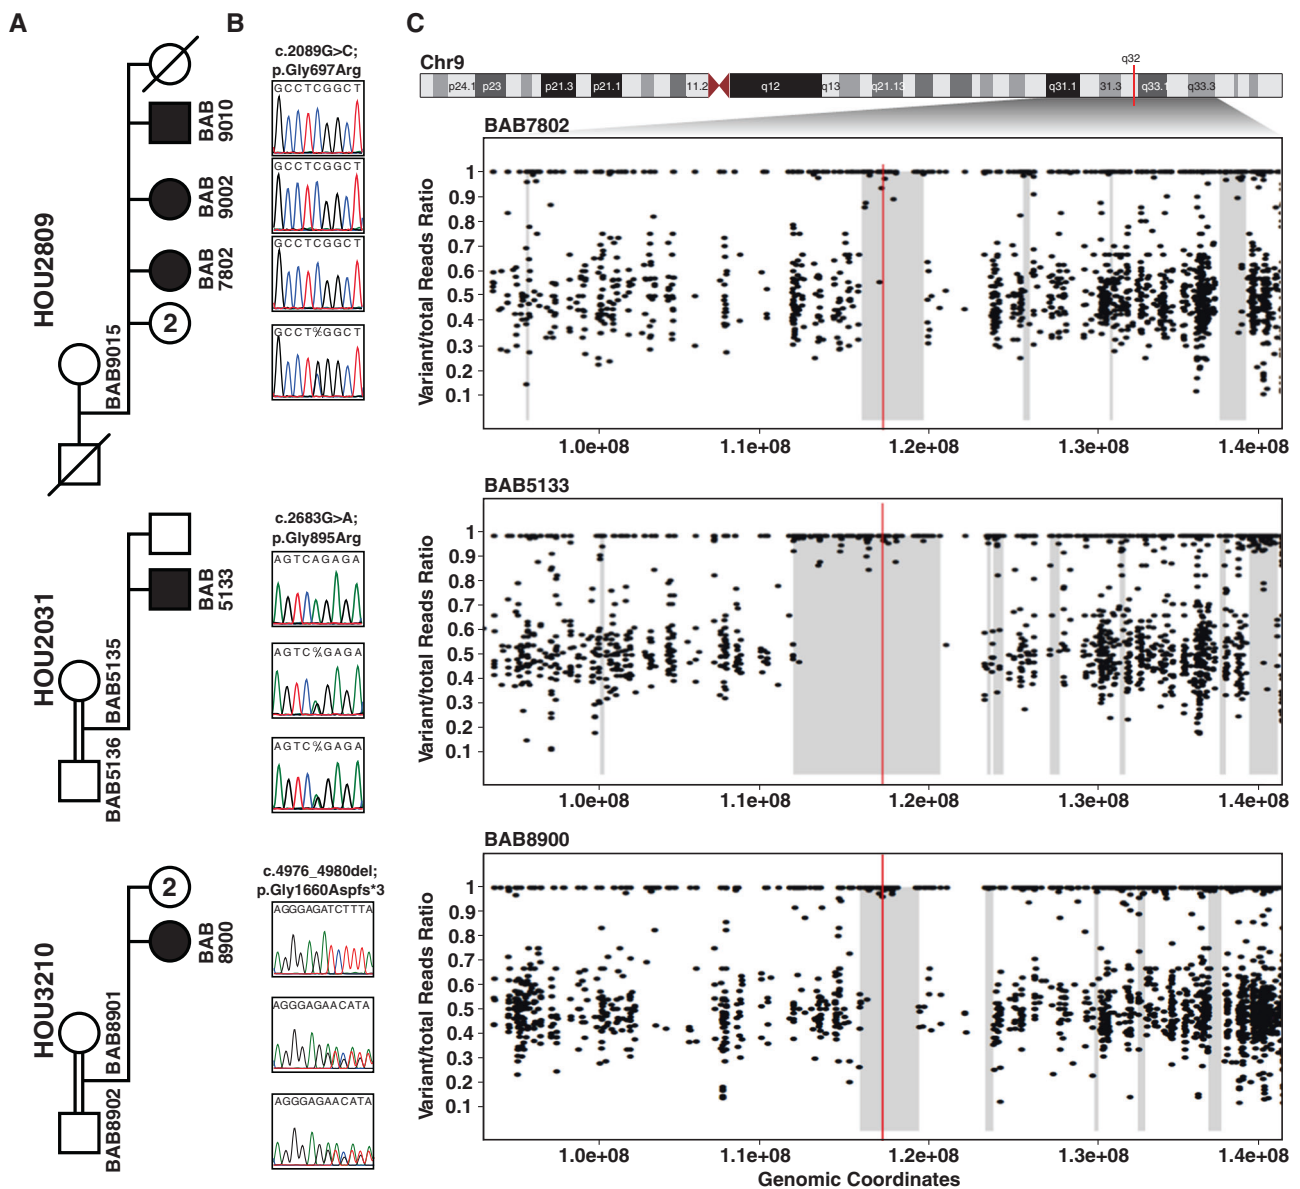 A
B
C
HOU2809
BAB9015
BAB
9010
BAB
9002
BAB
7802
2
c.2089G>C;
p.Gly697Arg
GCCTCGGCT
GCCTCGGCT
GCCTCGGCT
GCCT%GGCT
HOU2031
BAB5135
BAB5136
BAB
5133
c.2683G>A;
p.Gly895Arg
AGTCAGAGA
AGTC%GAGA
AGTC%GAGA
HOU3210
BAB8901
BAB8902
2
BAB
8900
c.4976_4980del;
p.Gly1660Aspfs*3
AGGGAGATCTTTA
AGGGAGAACATA
AGGGAGAACATA
Chr9
q32
p24.1 p23 p21.3 p21.1 11.2 q12 q13 q21.13 q31.1 31.3 q33.1 q33.3
BAB7802
Variant/total Reads Ratio
1
0.9
0.8
0.7
0.6
0.5
0.4
0.3
0.2
0.1
1.0e+08 1.1e+08 1.2e+08 1.3e+08 1.4e+08
BAB5133
Variant/total Reads Ratio
1
0.9
0.8
0.7
0.6
0.5
0.4
0.3
0.2
0.1
1.0e+08 1.1e+08 1.2e+08 1.3e+08 1.4e+08
BAB8900
Variant/total Reads Ratio
1
0.9
0.8
0.7
0.6
0.5
0.4
0.3
0.2
0.1
1.0e+08 1.1e+08 1.2e+08 1.3e+08 1.4e+08
Genomic Coordinates